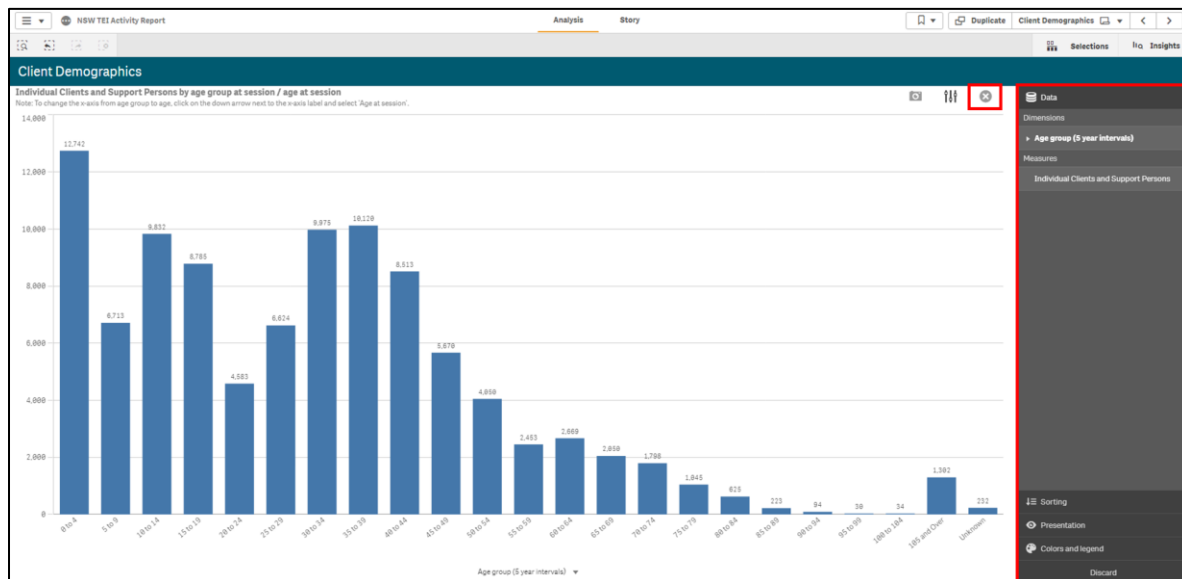 NSW TEI Activity Report
Analysis
Story
Duplicate
Client Demographics
Selections
Insights
Client Demographics
Individual Clients and Support Persons by age group at session / age at session
Note: To change the x-axis from age group to age, click on the down arrow next to the x-axis label and select 'Age at session'.
14,000
12,000
10,000
8,000
6,000
4,000
2,000
0
12,742
6,713
9,832
8,785
4,583
6,624
9,975
10,120
8,513
5,670
4,050
2,453
2,669
2,050
1,798
1,045
625
223
94
30
34
1,302
232
0 to 4
5 to 9
10 to 14
15 to 19
20 to 24
25 to 29
30 to 34
35 to 39
40 to 44
45 to 49
50 to 54
55 to 59
60 to 64
65 to 69
70 to 74
75 to 79
80 to 84
85 to 89
90 to 94
95 to 99
100 to 104
105 and Over
Unknown
Age group (5 year intervals)
Data
Dimensions
Age group (5 year intervals)
Measures
Individual Clients and Support Persons
Sorting
Presentation
Colors and legend
Discard